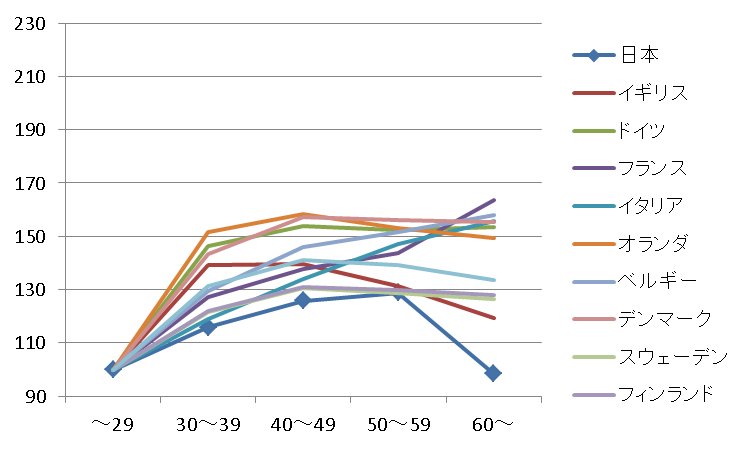 230
210
190
170
150
130
110
90
～29
30～39
40～49
50～59
60～
日本
イギリス
ドイツ
フランス
イタリア
オランダ
ベルギー
デンマーク
スウェーデン
フィンランド